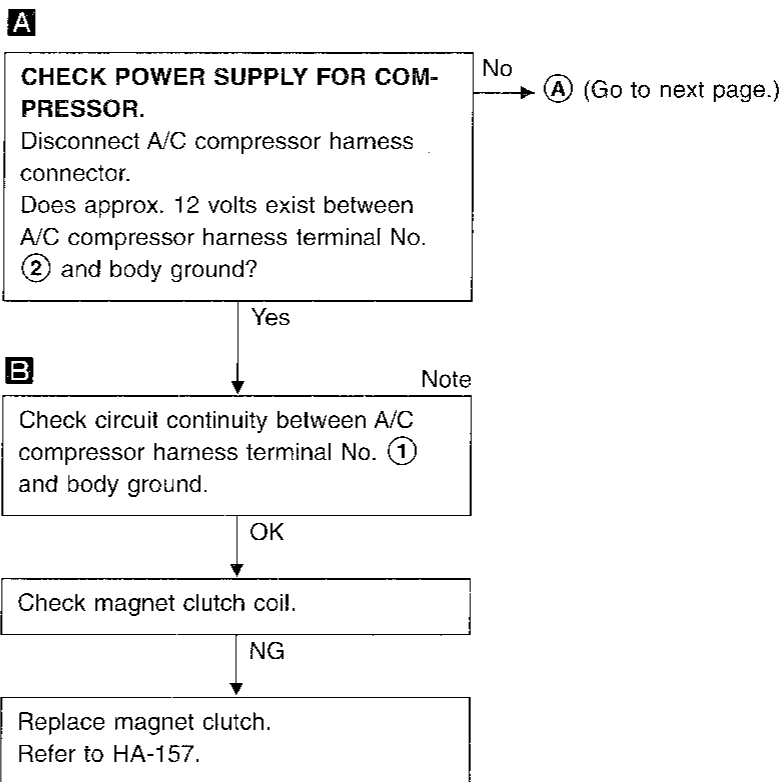 A
CHECK POWER SUPPLY FOR COM-
PRESSOR.
Disconnect A/C compressor harness
connector.
Does approx. 12 volts exist between
A/C compressor harness terminal No.
② and body ground?
No
Ⓐ (Go to next page.)
Yes
B
Note
Check circuit continuity between A/C
compressor harness terminal No. ①
and body ground.
OK
Check magnet clutch coil.
NG
Replace magnet clutch.
Refer to HA-157.